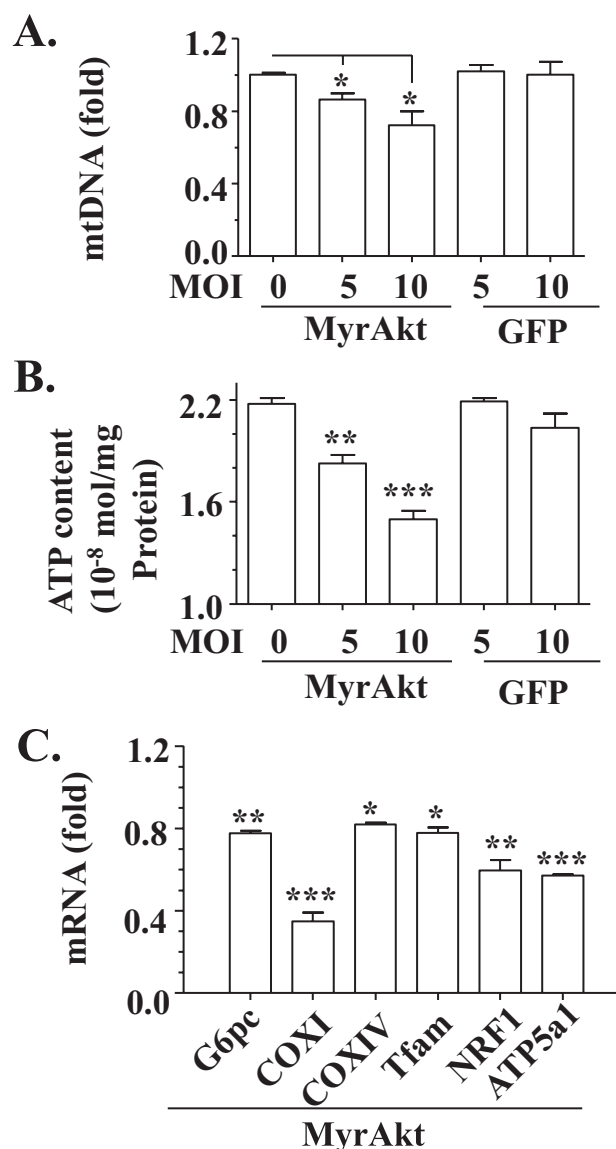 A.
mtDNA (fold)
1.2
0.8
0.4
0.0
* *
MOI 0 5 10 5 10
MyrAkt GFP
B.
ATP content
(10⁻⁸ mol/mg
Protein)
2.2
1.6
1.0
**
***
MOI 0 5 10 5 10
MyrAkt GFP
C.
mRNA (fold)
1.2
0.8
0.4
0.0
** *** * * ** ***
G6pc COXI COXIV Tfam NRF1 ATP5a1
MyrAkt